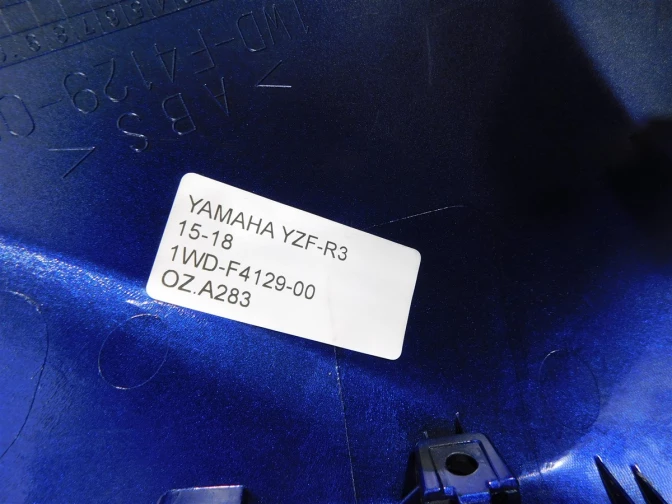 1WD-F4129-0
>ABS<
YAMAHA YZF-R3
15-18
1WD-F4129-00
OZ.A283